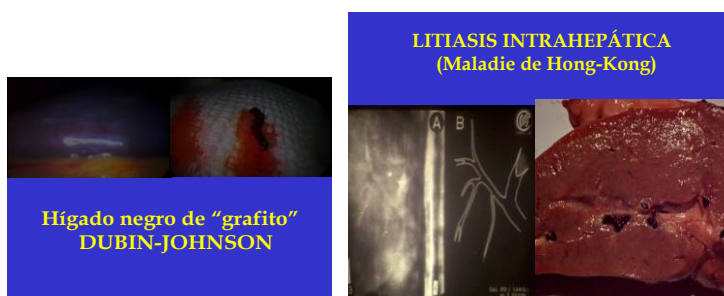 Hígado negro de “grafito”
DUBIN-JOHNSON
LITIASIS INTRAHEPÁTICA
(Maladie de Hong-Kong)
A B